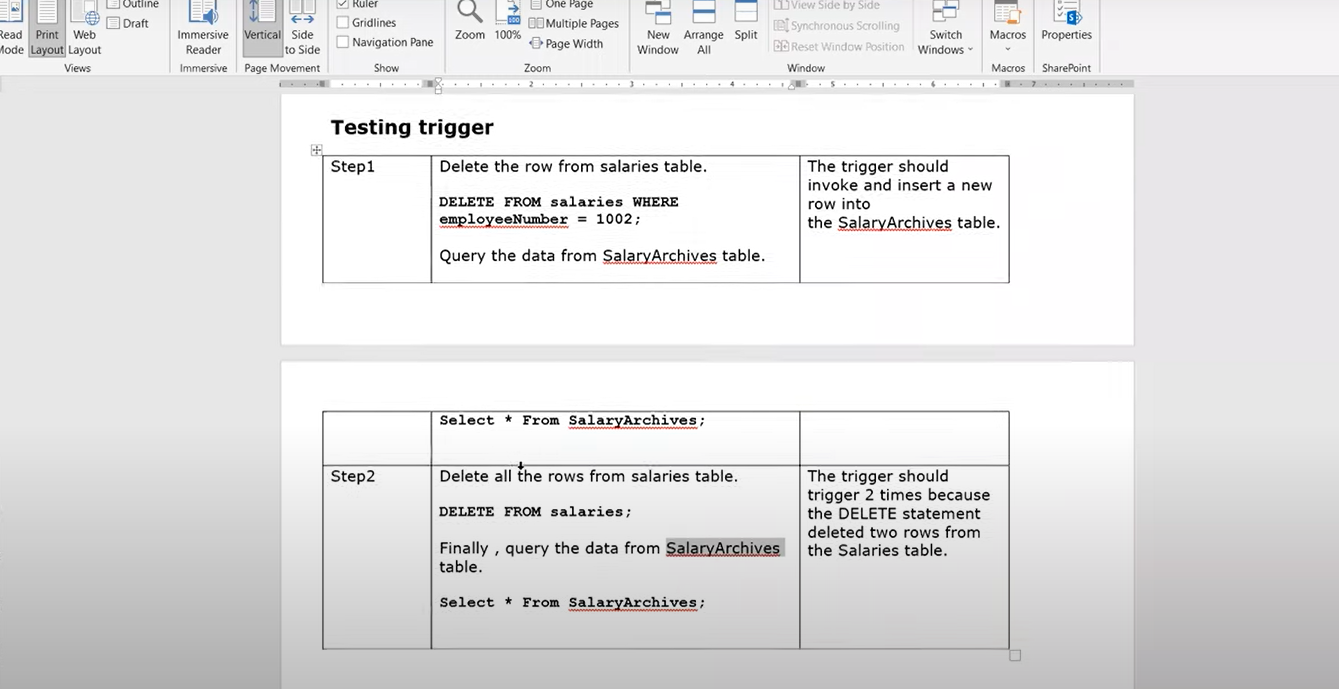 Outline
Ruler
One Page
View Side by Side
Draft
Gridlines
Multiple Pages
Synchronous Scrolling
Navigation Pane
Page Width
Reset Window Position
Read Mode
Print Layout
Web Layout
Immersive Reader
Vertical
Side to Side
Zoom
100%
New Window
Arrange All
Split
Switch Windows
Macros
Properties
Views
Immersive
Page Movement
Show
Zoom
Window
Macros
SharePoint
2 3 4 5 6 7
Testing trigger
Step1
Delete the row from salaries table.
DELETE FROM salaries WHERE
employeeNumber = 1002;
Query the data from SalaryArchives table.
The trigger should
invoke and insert a new
row into
the SalaryArchives table.
Select * From SalaryArchives;
Step2
Delete all the rows from salaries table.
DELETE FROM salaries;
Finally , query the data from SalaryArchives
table.
Select * From SalaryArchives;
The trigger should
trigger 2 times because
the DELETE statement
deleted two rows from
the Salaries table.